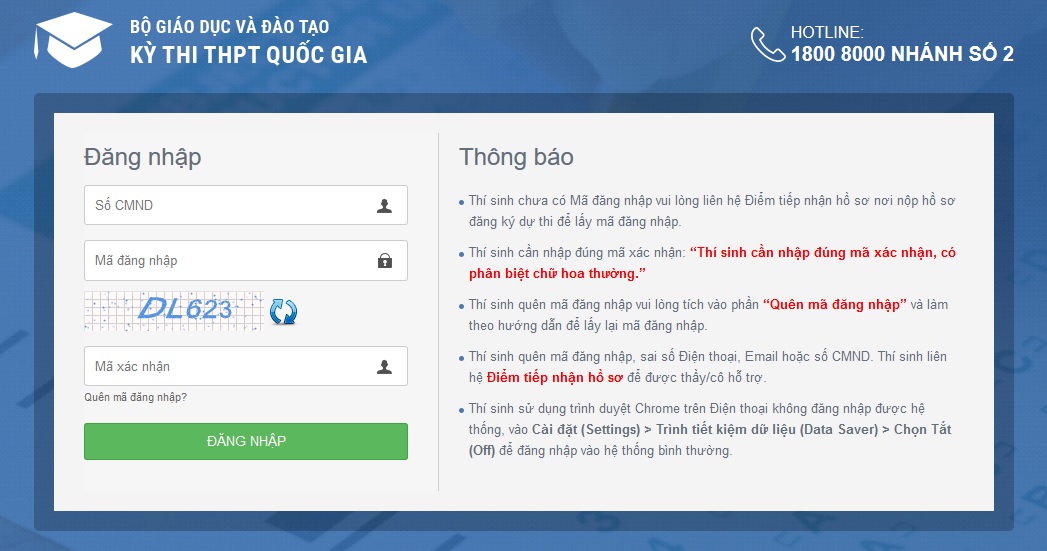 BỘ GIÁO DỤC VÀ ĐÀO TẠO
KỲ THI THPT QUỐC GIA
HOTLINE:
1800 8000 NHÁNH SỐ 2
Đăng nhập
Số CMND
Mã đăng nhập
DL623
Mã xác nhận
Quên mã đăng nhập?
ĐĂNG NHẬP
Thông báo
Thí sinh chưa có Mã đăng nhập vui lòng liên hệ Điểm tiếp nhận hồ sơ nơi nộp hồ sơ
đăng ký dự thi để lấy mã đăng nhập.
Thí sinh cần nhập đúng mã xác nhận: “Thí sinh cần nhập đúng mã xác nhận, có
phân biệt chữ hoa thường.”
Thí sinh quên mã đăng nhập vui lòng tích vào phần “Quên mã đăng nhập” và làm
theo hướng dẫn để lấy lại mã đăng nhập.
Thí sinh quên mã đăng nhập, sai số Điện thoại, Email hoặc số CMND. Thí sinh liên
hệ Điểm tiếp nhận hồ sơ để được thầy/cô hỗ trợ.
Thí sinh sử dụng trình duyệt Chrome trên Điện thoại không đăng nhập được hệ
thống, vào Cài đặt (Settings) > Trình tiết kiệm dữ liệu (Data Saver) > Chọn Tắt
(Off) để đăng nhập vào hệ thống bình thường.